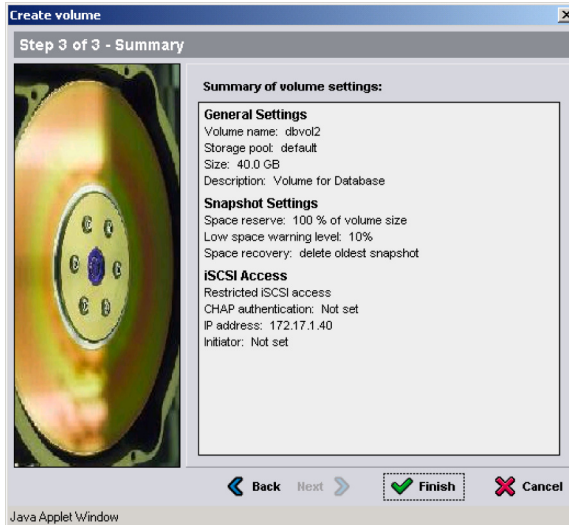 Create volume
Step 3 of 3 - Summary
Summary of volume settings:
General Settings
Volume name: dbvol2
Storage pool: default
Size: 40.0 GB
Description: Volume for Database
Snapshot Settings
Space reserve: 100 % of volume size
Low space warning level: 10%
Space recovery: delete oldest snapshot
iSCSI Access
Restricted iSCSI access
CHAP authentication: Not set
IP address: 172.17.1.40
Initiator: Not set
Back Next Finish Cancel
Java Applet Window